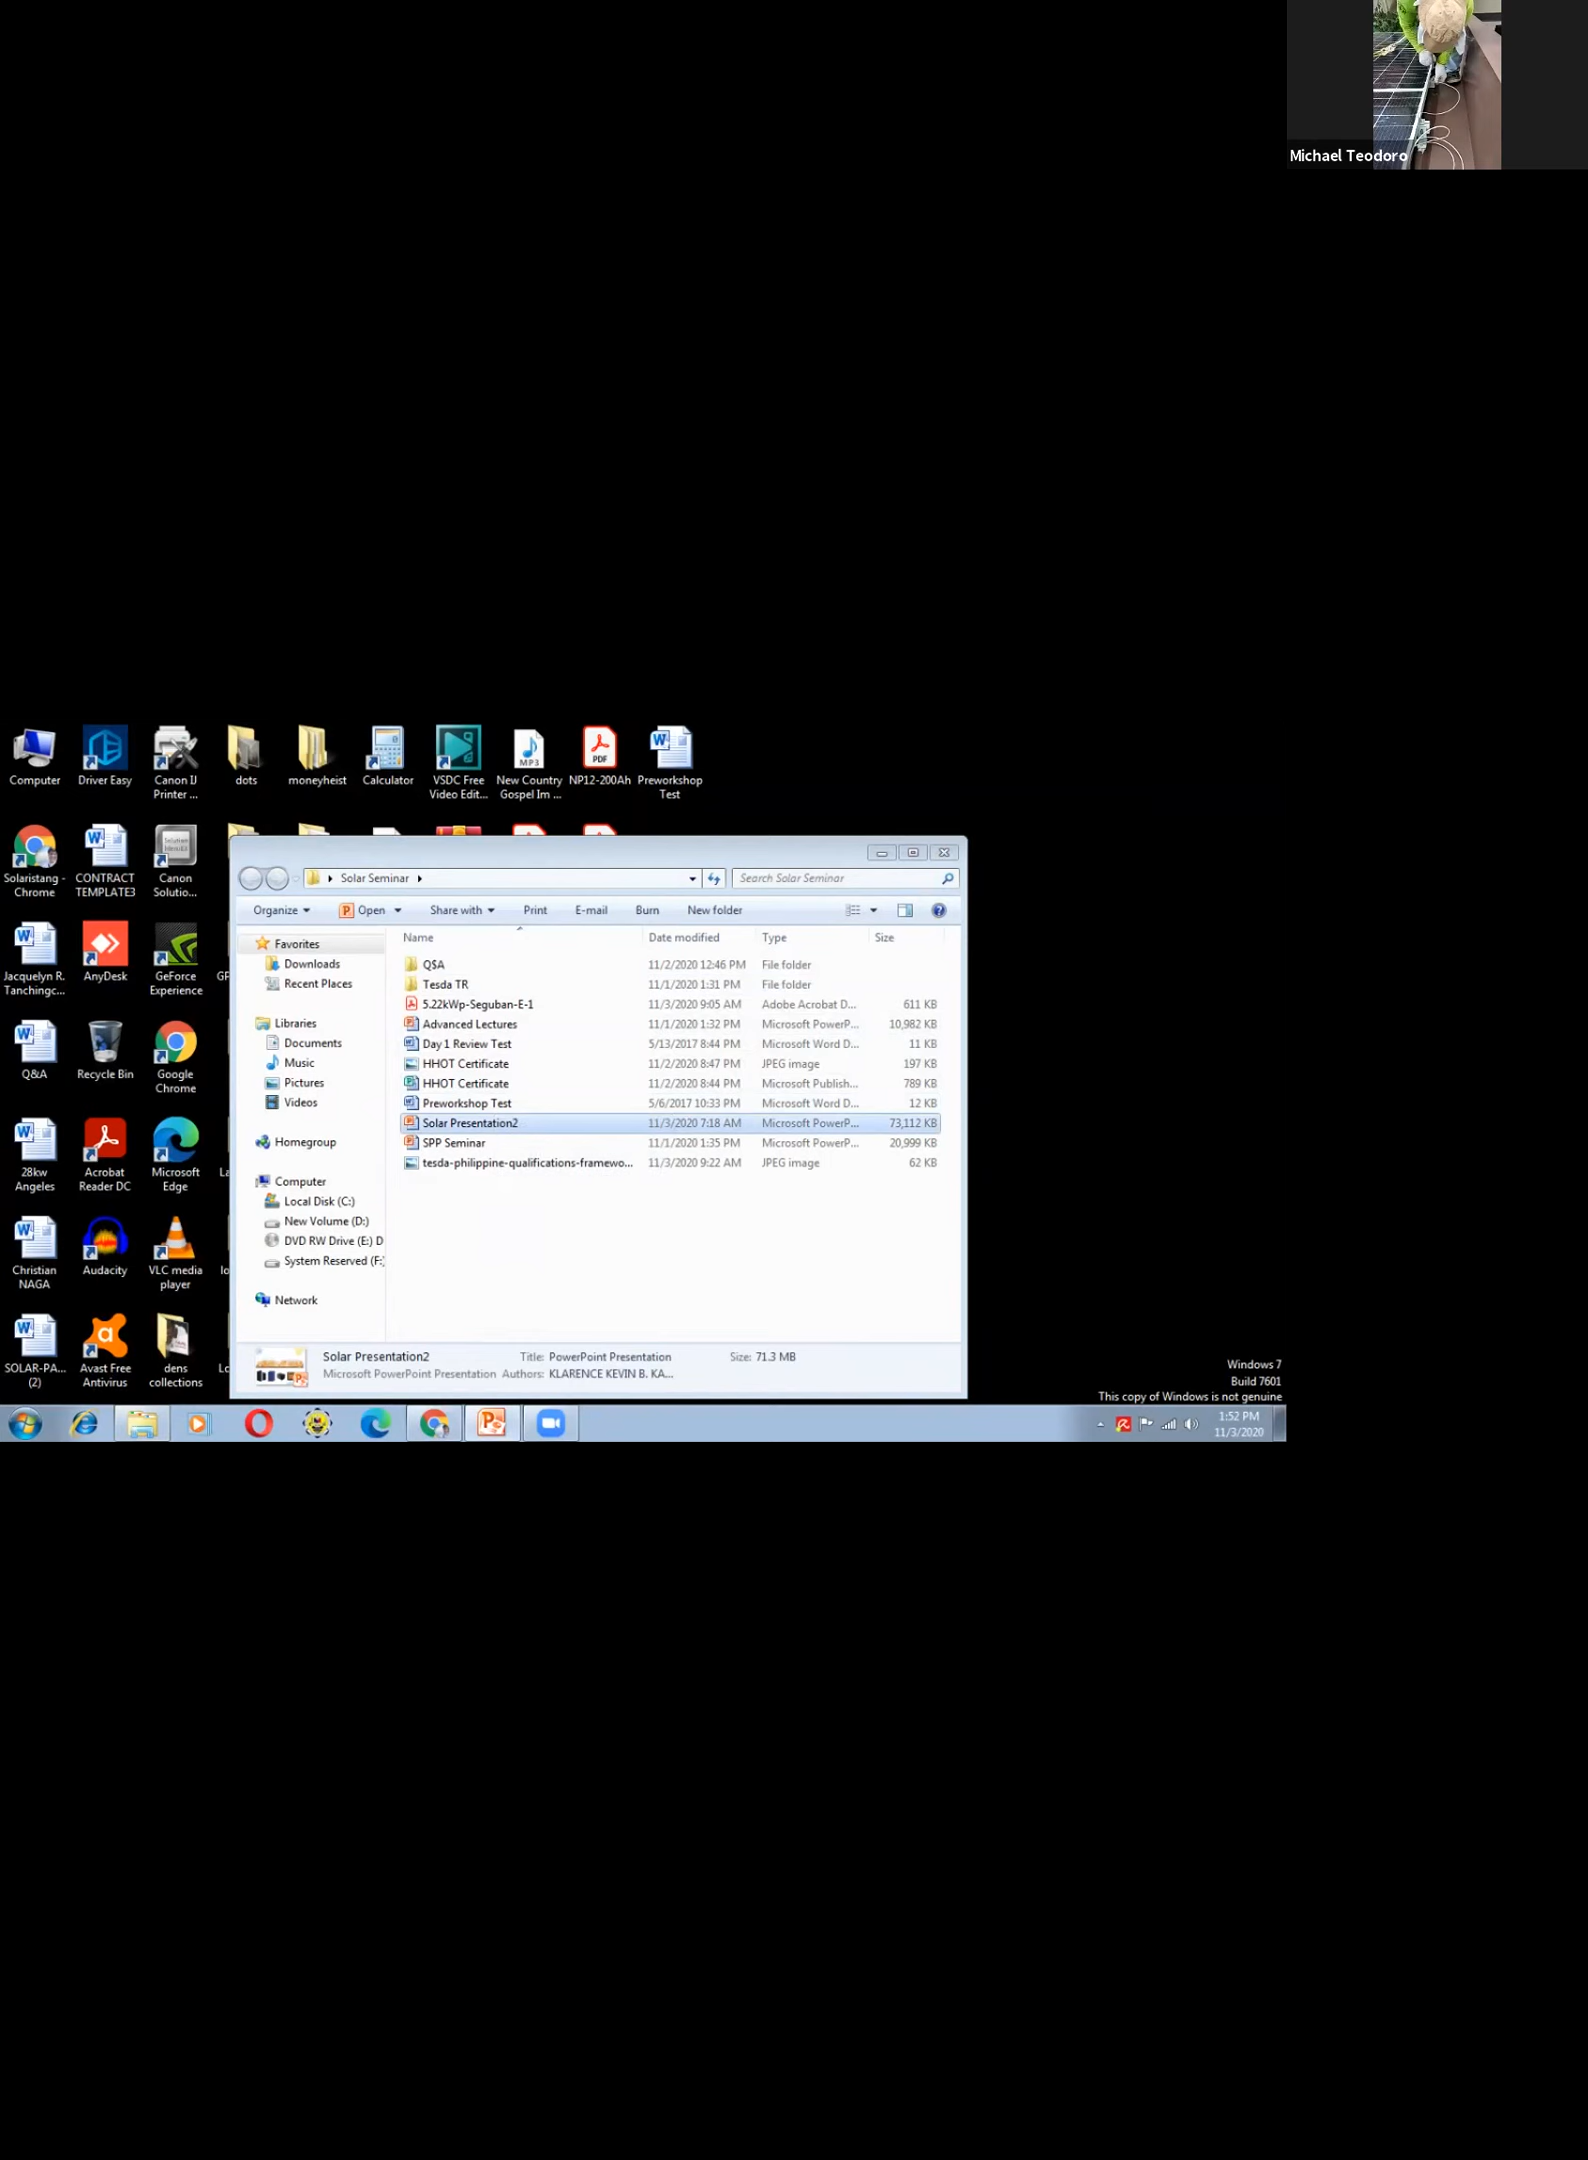 Michael Teodoro
Computer
Driver Easy
Canon IJ
Printer ...
dots
moneyheist
Calculator
VSDC Free
Video Edit...
New Country
Gospel Im ...
NP12-200Ah
Preworkshop
Test
MP3
PDF
Solaristang -
Chrome
CONTRACT
TEMPLATE3
Canon
Solutio...
Jacquelyn R.
Tanchingc...
AnyDesk
GeForce
Experience
GP
Q&A
Recycle Bin
Google
Chrome
28kw
Angeles
Acrobat
Reader DC
Microsoft
Edge
Christian
NAGA
Audacity
VLC media
player
SOLAR-PA...
(2)
Avast Free
Antivirus
dens
collections
Solar Seminar
Search Solar Seminar
Organize
Open
Share with
Print
E-mail
Burn
New folder
Favorites
Downloads
Recent Places
Libraries
Documents
Music
Pictures
Videos
Homegroup
Computer
Local Disk (C:)
New Volume (D:)
DVD RW Drive (E:) D
System Reserved (F:
Network
Name Date modified Type Size
Q$A 11/2/2020 12:46 PM File folder
Tesda TR 11/1/2020 1:31 PM File folder
5.22kWp-Seguban-E-1 11/3/2020 9:05 AM Adobe Acrobat D... 611 KB
Advanced Lectures 11/1/2020 1:32 PM Microsoft PowerP... 10,982 KB
Day 1 Review Test 5/13/2017 8:44 PM Microsoft Word D... 11 KB
HHOT Certificate 11/2/2020 8:47 PM JPEG image 197 KB
HHOT Certificate 11/2/2020 8:44 PM Microsoft Publish... 789 KB
Preworkshop Test 5/6/2017 10:33 PM Microsoft Word D... 12 KB
Solar Presentation2 11/3/2020 7:18 AM Microsoft PowerP... 73,112 KB
SPP Seminar 11/1/2020 1:35 PM Microsoft PowerP... 20,999 KB
tesda-philippine-qualifications-framewo... 11/3/2020 9:22 AM JPEG image 62 KB
Solar Presentation2 Title: PowerPoint Presentation Size: 71.3 MB
Microsoft PowerPoint Presentation Authors: KLARENCE KEVIN B. KA...
Windows 7
Build 7601
This copy of Windows is not genuine
1:52 PM
11/3/2020